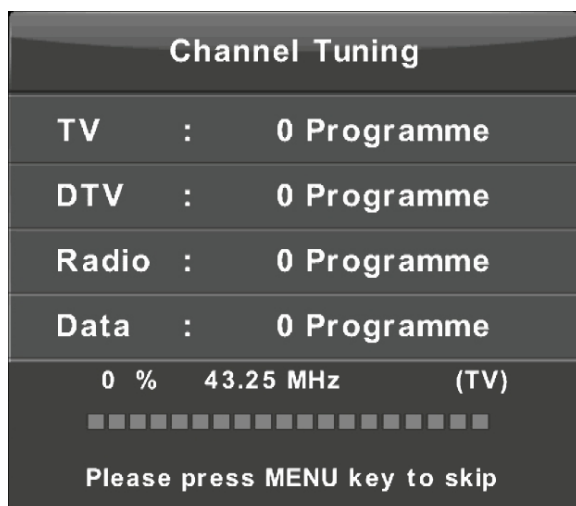 Channel Tuning
TV : 0 Programme
DTV : 0 Programme
Radio : 0 Programme
Data : 0 Programme
0 % 43.25 MHz (TV)
Please press MENU key to skip